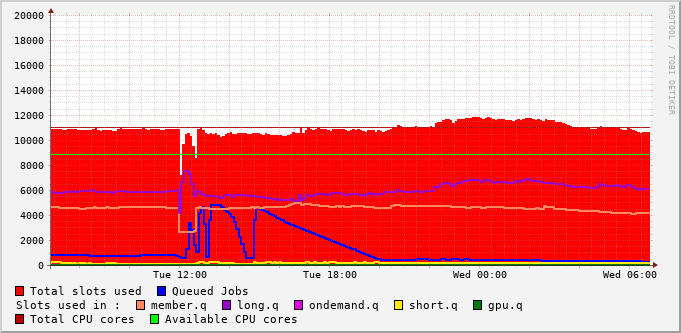 20000
18000
16000
14000
12000
10000
8000
6000
4000
2000
0
Tue 12:00 Tue 18:00 Wed 00:00 Wed 06:00
RRDTOOL / TOBI OETIKER
Total slots used Queued Jobs
Slots used in : member.q long.q ondemand.q short.q gpu.q
Total CPU cores Available CPU cores